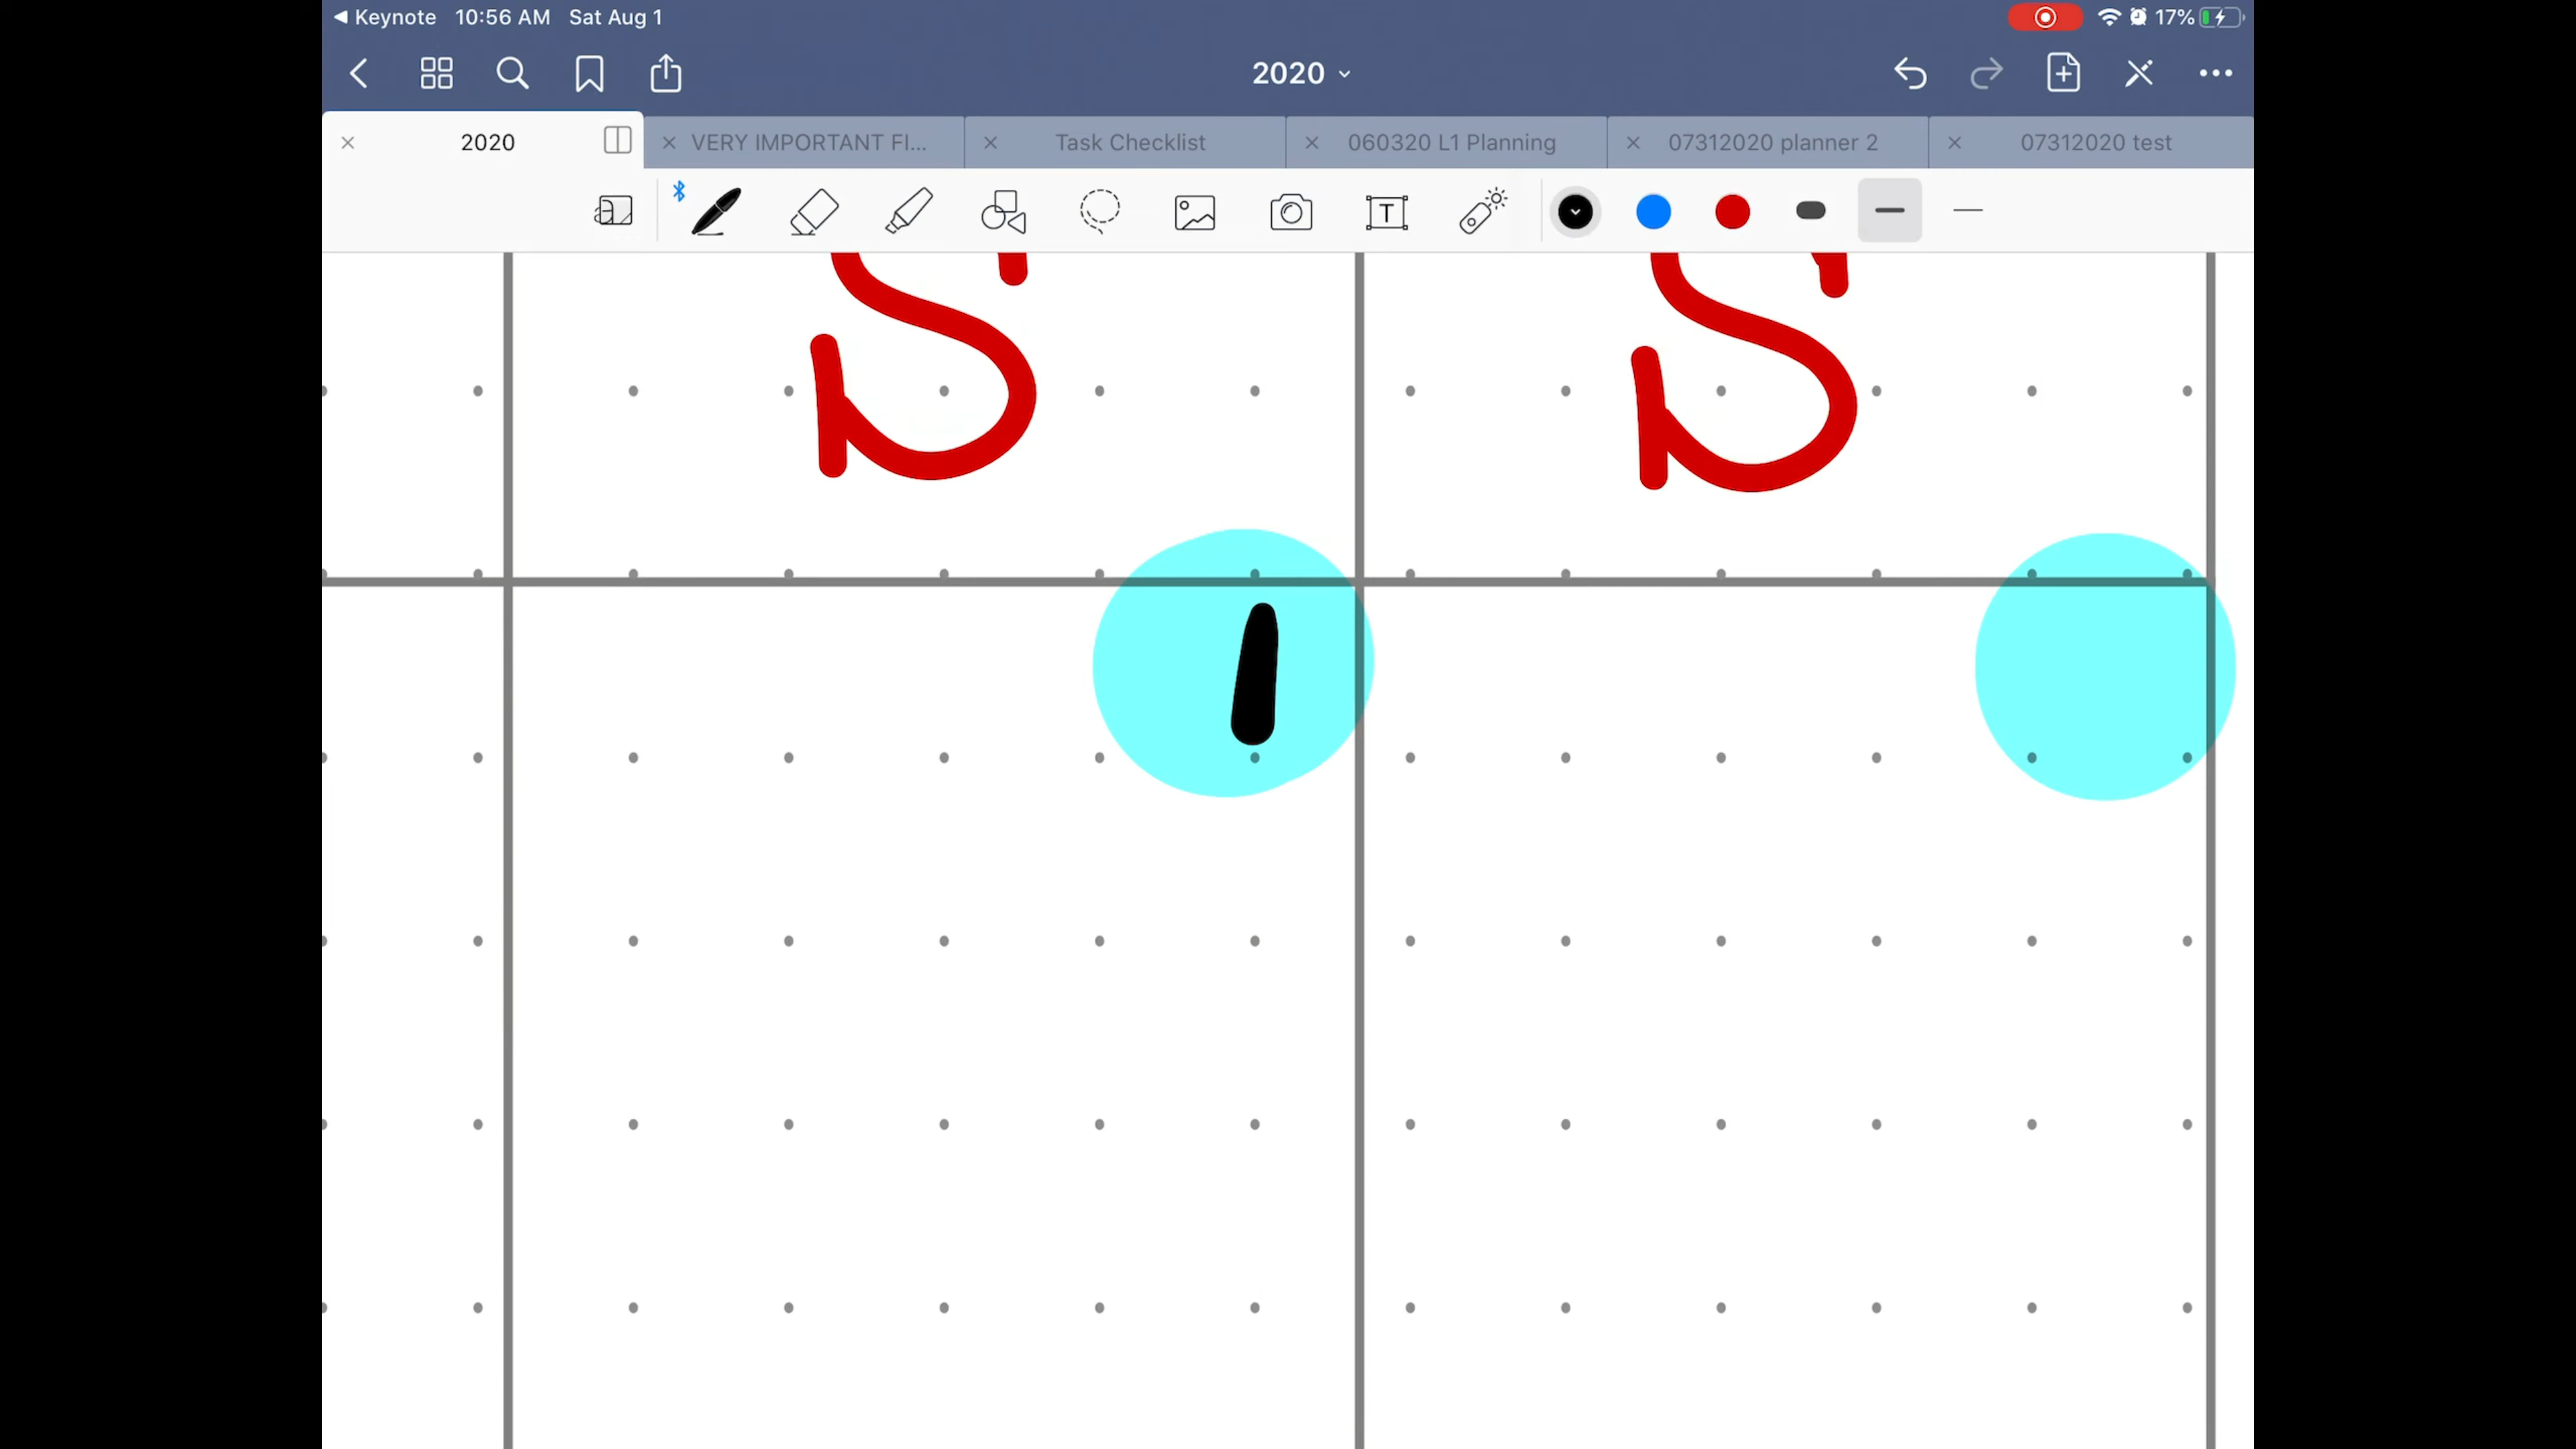 Keynote 10:56 AM Sat Aug 1 17%
2020
2020 VERY IMPORTANT FI... Task Checklist 060320 L1 Planning 07312020 planner 2 07312020 test
S S
1